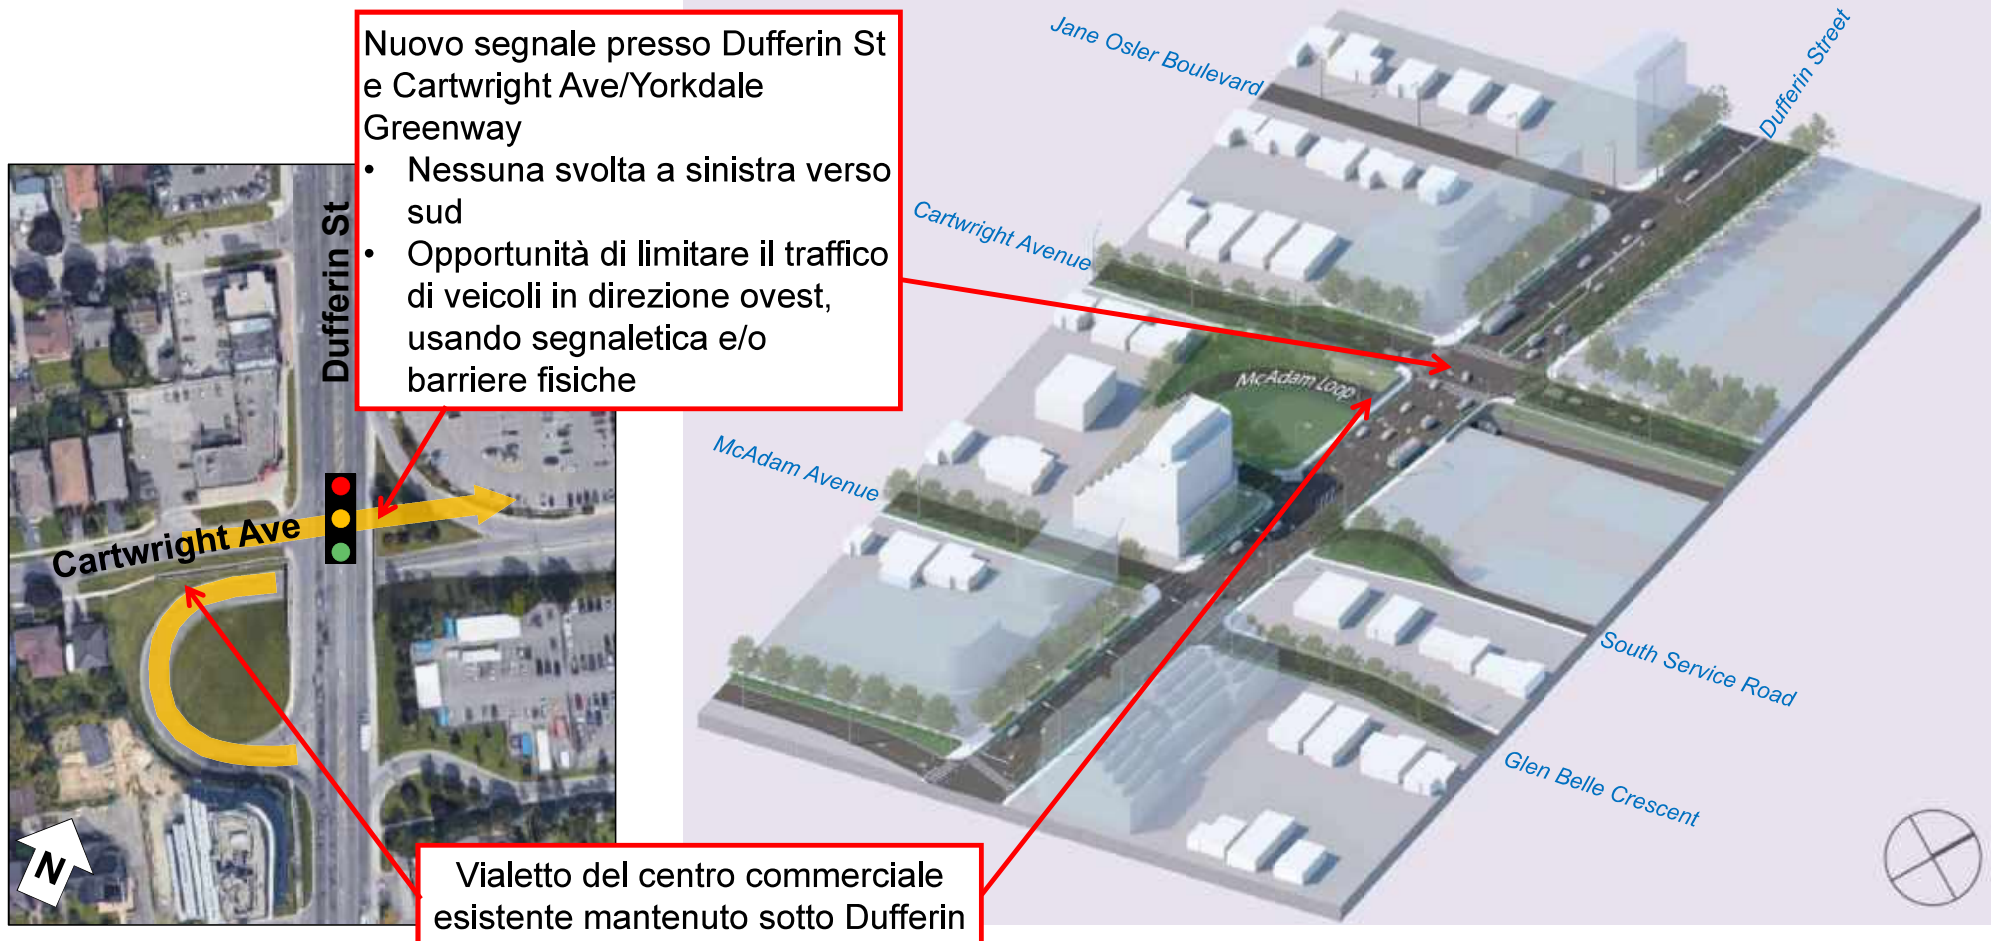 Nuovo segnale presso Dufferin St
e Cartwright Ave/Yorkdale
Greenway
• Nessuna svolta a sinistra verso
sud
• Opportunità di limitare il traffico
di veicoli in direzione ovest,
usando segnaletica e/o
barriere fisiche
Dufferin St
Cartwright Ave
N
Jane Osler Boulevard
Dufferin Street
Cartwright Avenue
McAdam Loop
McAdam Avenue
South Service Road
Glen Belle Crescent
Vialetto del centro commerciale
esistente mantenuto sotto Dufferin